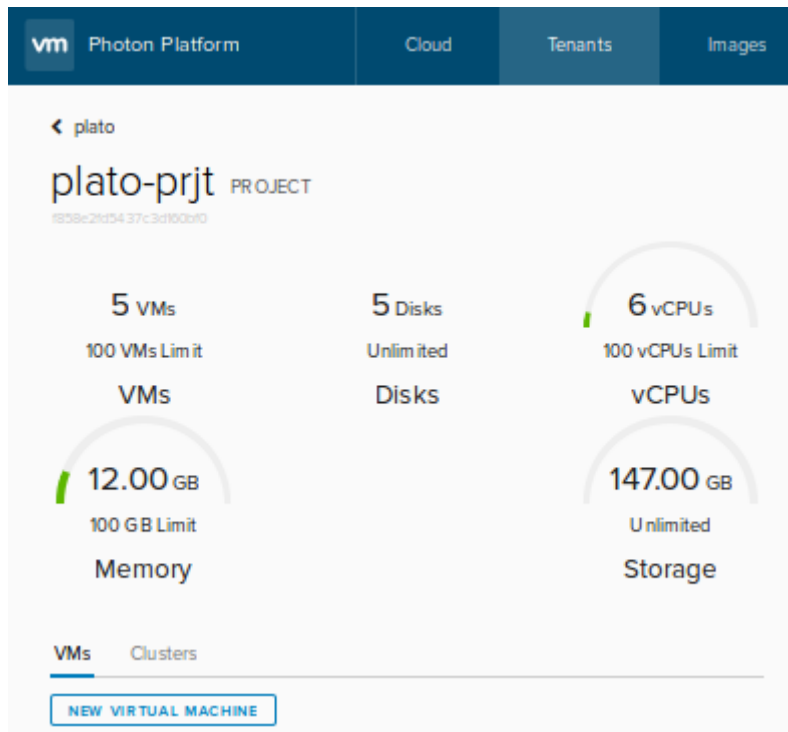 vm Photon Platform Cloud Tenants Images
plato
plato-prjt PROJECT
5 VMs 5 Disks 6 vCPUs
100 VMs Limit Unlimited 100 vCPUs Limit
VMs Disks vCPUs
12.00 GB 147.00 GB
100 GB Limit Unlimited
Memory Storage
VMs Clusters
NEW VIRTUAL MACHINE